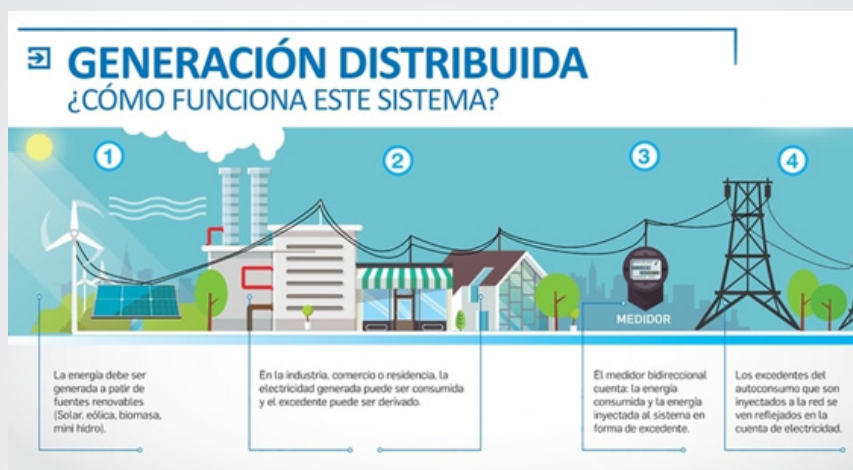 GENERACIÓN DISTRIBUIDA
¿CÓMO FUNCIONA ESTE SISTEMA?
1
2
3
4
MEDIDOR
La energía debe ser
generada a patir de
fuentes renovables
(Solar, eólica, biomasa,
mini hidro).
En la industria, comercio o residencia, la
electricidad generada puede ser consumida
y el excedente puede ser derivado.
El medidor bidireccional
cuenta: la energía
consumida y la energía
inyectada al sistema en
forma de excedente.
Los excedentes del
autoconsumo que son
inyectados a la red se
ven reflejados en la
cuenta de electricidad.